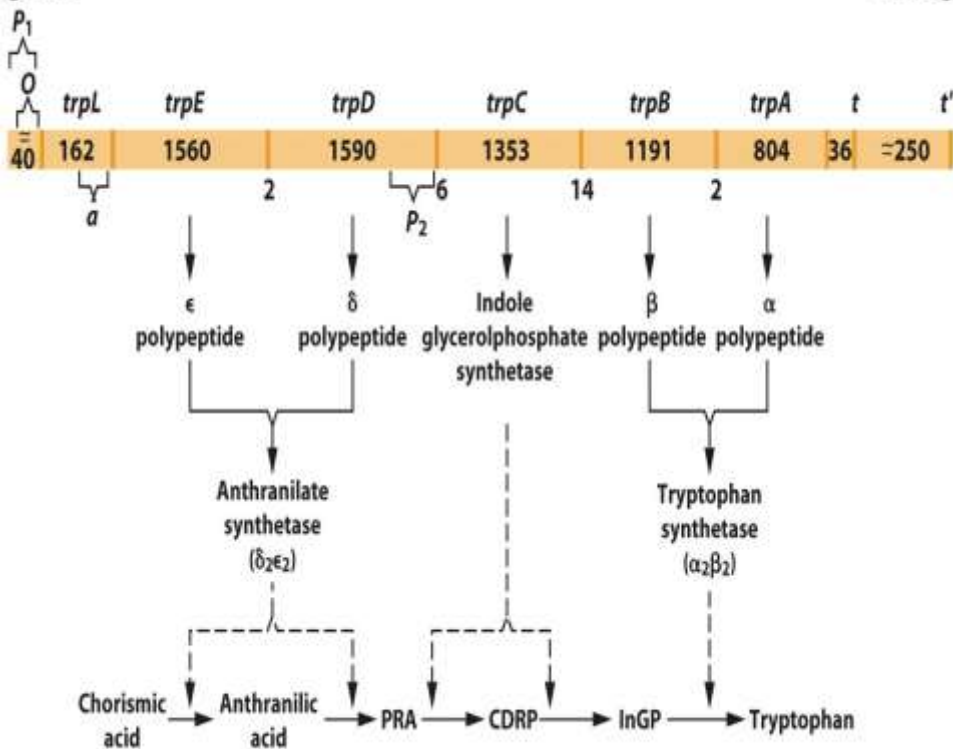 P₁
O
trpL trpE trpD trpC trpB trpA t t'
≈40 162 1560 1590 1353 1191 804 36 ≈250
2 6 14 2
a P₂
ϵ δ Indole β α
polypeptide polypeptide glycerolphosphate polypeptide polypeptide
synthetase
Anthranilate Tryptophan
synthetase synthetase
(δ₂ϵ₂) (α₂β₂)
Chorismic Anthranilic PRA CDRP InGP Tryptophan
acid acid